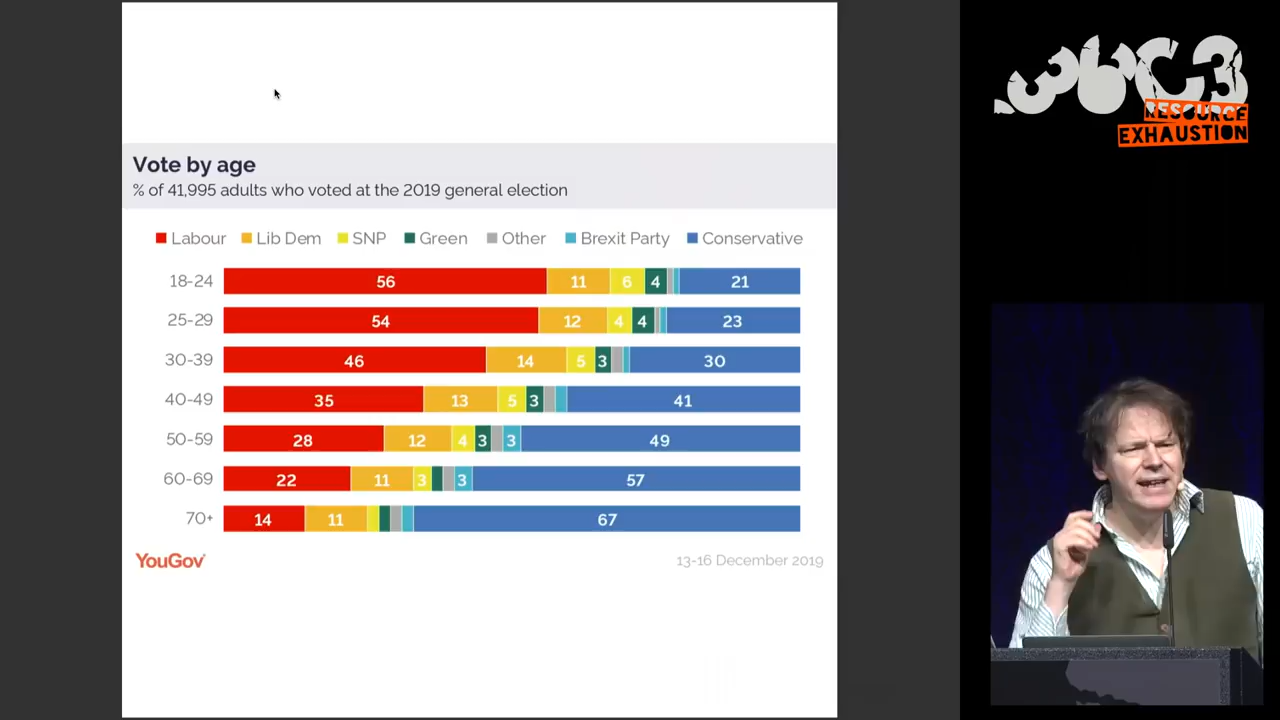 36C3
RESOURCE
EXHAUSTION
Vote by age
% of 41,995 adults who voted at the 2019 general election
Labour Lib Dem SNP Green Other Brexit Party Conservative
18-24 56 11 6 4 21
25-29 54 12 4 4 23
30-39 46 14 5 3 30
40-49 35 13 5 3 41
50-59 28 12 4 3 3 49
60-69 22 11 3 3 57
70+ 14 11 67
YouGov 13-16 December 2019